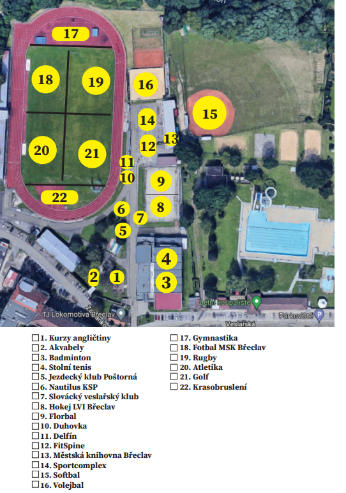 17
18
19
16
14
15
13
12
20
21
11
10
9
22
6
8
7
5
4
2
1
3
TJ Lokomotiva Břeclav
Veslařská
1. Kurzy angličtiny
2. Akvabely
3. Badminton
4. Stolní tenis
5. Jezdecký klub Poštorná
6. Nautilus KSP
7. Slovácký veslařský klub
8. Hokej LVI Břeclav
9. Florbal
10. Duhovka
11. Delfín
12. FitSpine
13. Městská knihovna Břeclav
14. Sportcomplex
15. Softbal
16. Volejbal
17. Gymnastika
18. Fotbal MSK Břeclav
19. Rugby
20. Atletika
21. Golf
22. Krasobruslení